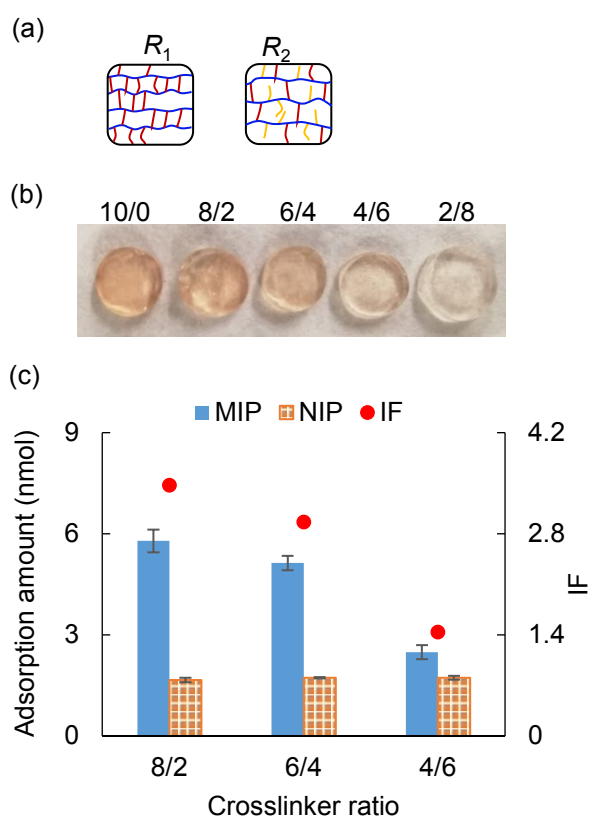 (a)
R1 R2
(b)
10/0 8/2 6/4 4/6 2/8
(c)
MIP NIP IF
9 4.2
6 2.8
3 1.4
0 0
Adsorption amount (nmol)
IF
8/2 6/4 4/6
Crosslinker ratio